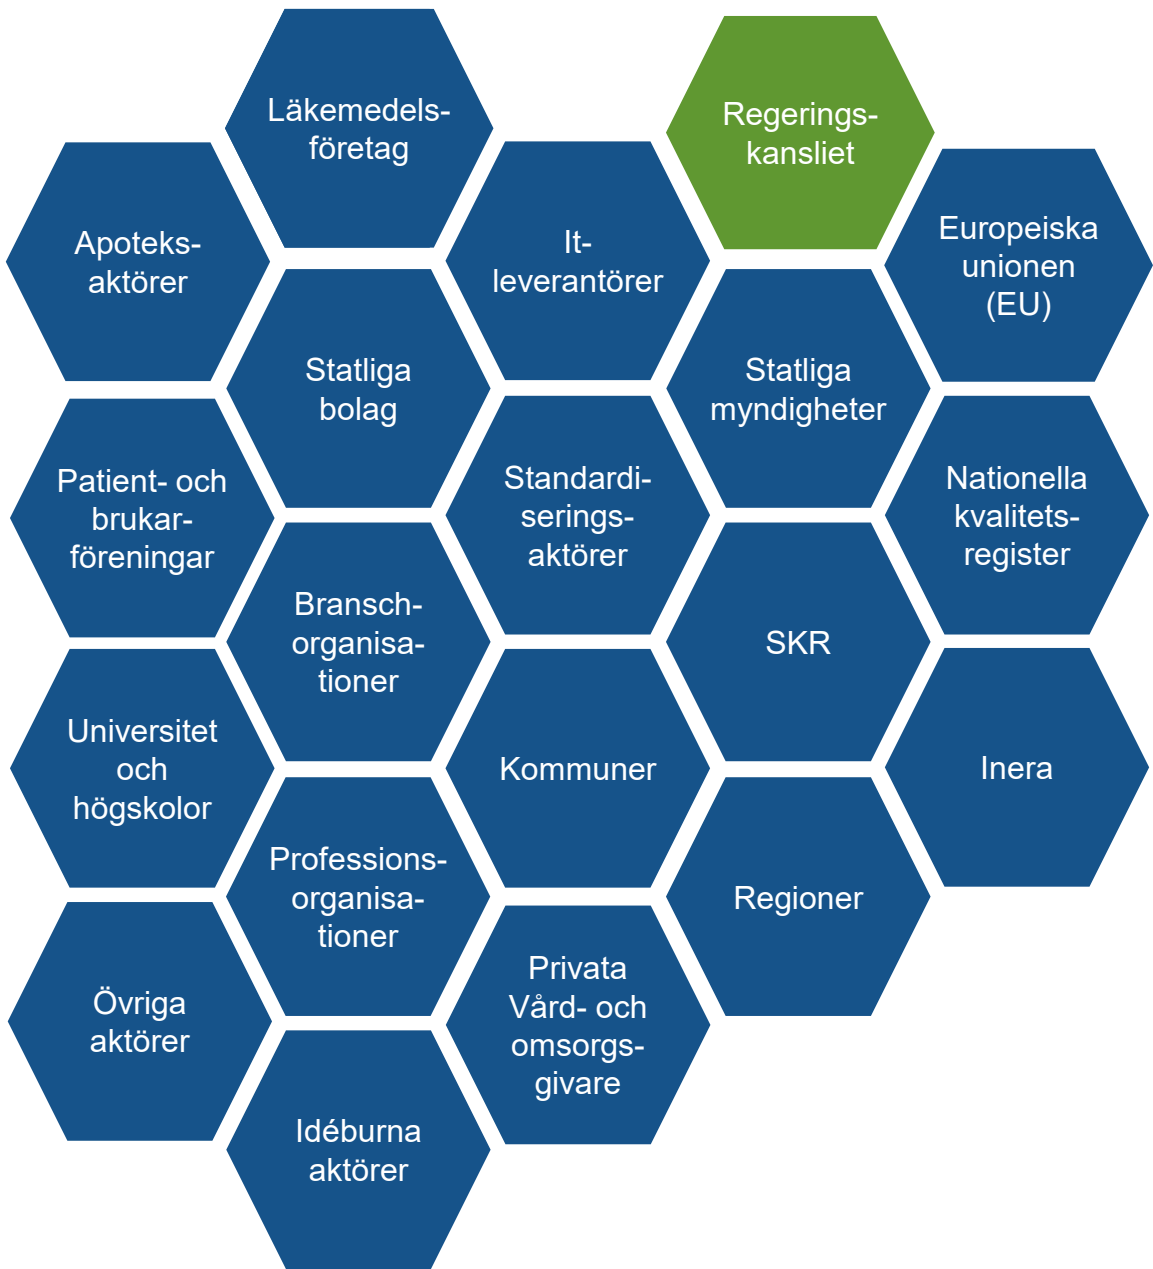 Läkemedels-
företag
Regerings-
kansliet
Apoteks-
aktörer
It-
leverantörer
Europeiska
unionen
(EU)
Statliga
bolag
Statliga
myndigheter
Patient- och
brukar-
föreningar
Standardi-
serings-
aktörer
Nationella
kvalitets-
register
Bransch-
organisa-
tioner
SKR
Universitet
och
högskolor
Kommuner
Inera
Professions-
organisa-
tioner
Regioner
Övriga
aktörer
Privata
Vård- och
omsorgs-
givare
Idéburna
aktörer